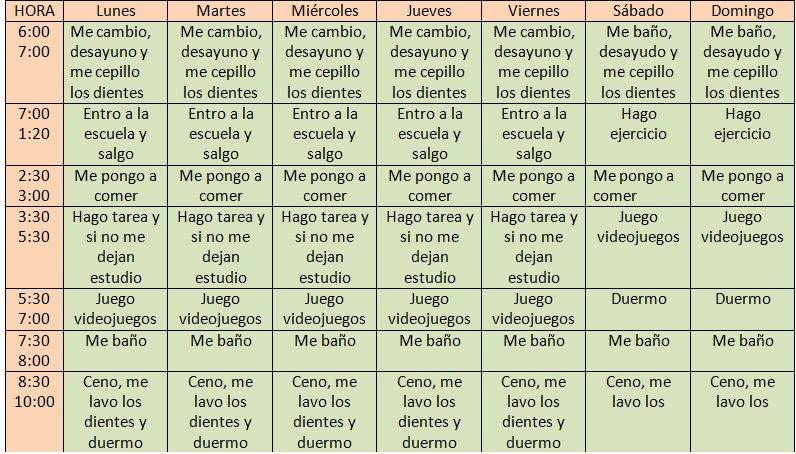 HORA Lunes Martes Miércoles Jueves Viernes Sábado Domingo
6:00 Me cambio, Me cambio, Me cambio, Me cambio, Me cambio, Me baño, Me baño,
7:00 desayuno y desayuno y desayuno y desayuno y desayuno y desayudo y desayudo y
me cepillo me cepillo me cepillo me cepillo me cepillo me cepillo me cepillo
los dientes los dientes los dientes los dientes los dientes los dientes los dientes
7:00 Entro a la Entro a la Entro a la Entro a la Entro a la Hago Hago
1:20 escuela y escuela y escuela y escuela y escuela y ejercicio ejercicio
salgo salgo salgo salgo salgo
2:30 Me pongo a Me pongo a Me pongo a Me pongo a Me pongo a Me pongo a Me pongo a
3:00 comer comer comer comer comer comer comer
3:30 Hago tarea y Hago tarea y Hago tarea y Hago tarea y Hago tarea y Juego Juego
5:30 si no me si no me si no me si no me si no me videojuegos videojuegos
dejan dejan dejan dejan dejan
estudio estudio estudio estudio estudio
5:30 Juego Juego Juego Juego Juego Duermo Duermo
7:00 videojuegos videojuegos videojuegos videojuegos videojuegos
7:30 Me baño Me baño Me baño Me baño Me baño Me baño Me baño
8:00
8:30 Ceno, me Ceno, me Ceno, me Ceno, me Ceno, me Ceno, me Ceno, me
10:00 lavo los lavo los lavo los lavo los lavo los lavo los lavo los
dientes y dientes y dientes y dientes y dientes y
duermo duermo duermo duermo duermo